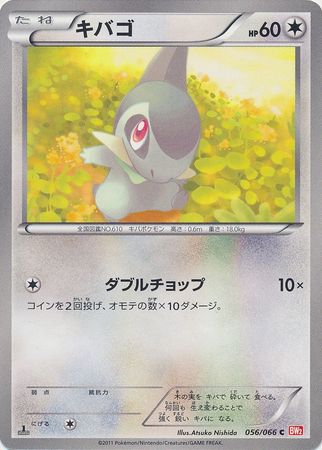 たね
キバゴ
HP60
全国図鑑NO.610 キバポケモン 高さ:0.6m 重さ:18.0kg
ダブルチョップ 10×
コインを2回投げ、オモテの数×10ダメージ。
弱点 抵抗力
木の実を キバで 砕いて 食べる。
何回も 生え変わることで
強く 鋭い キバに なる。
にげる
056/066 C BW2
Illus.Atsuko Nishida
©2011 Pokémon/Nintendo/Creatures/GAME FREAK.